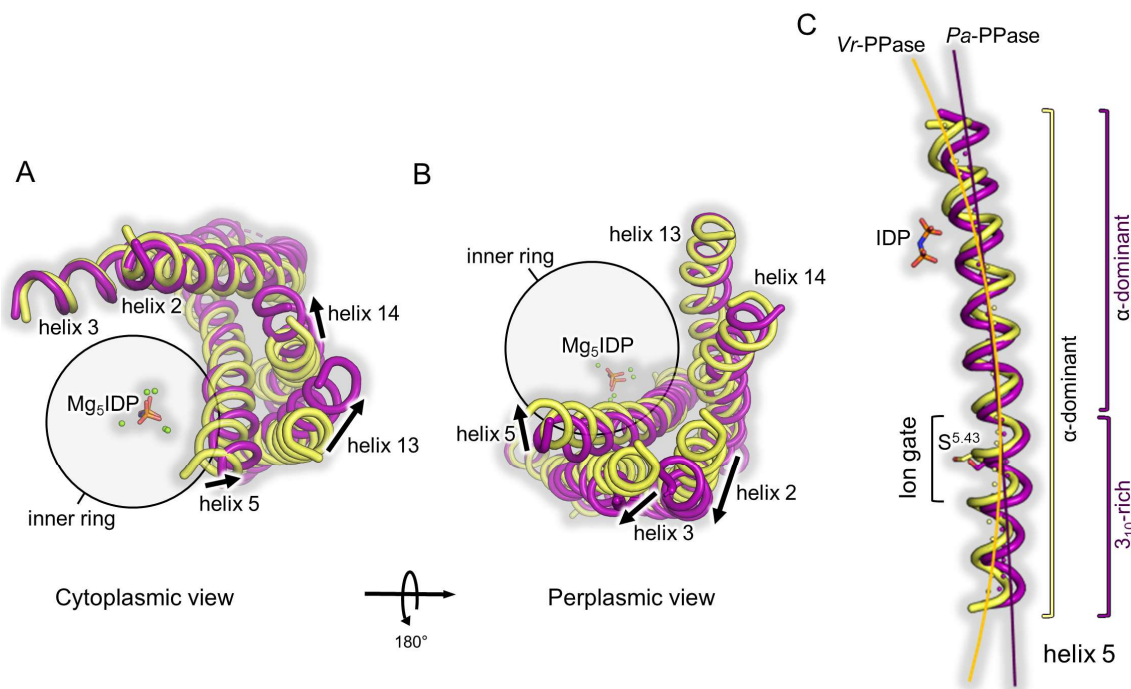 A
helix 3
helix 2
helix 14
Mg5IDP
helix 13
helix 5
inner ring
Cytoplasmic view
180°
B
inner ring
helix 13
helix 14
Mg5IDP
helix 5
helix 2
helix 3
Perplasmic view
C
Vr-PPase
Pa-PPase
IDP
Ion gate
S5.43
α-dominant
α-dominant
310-rich
helix 5